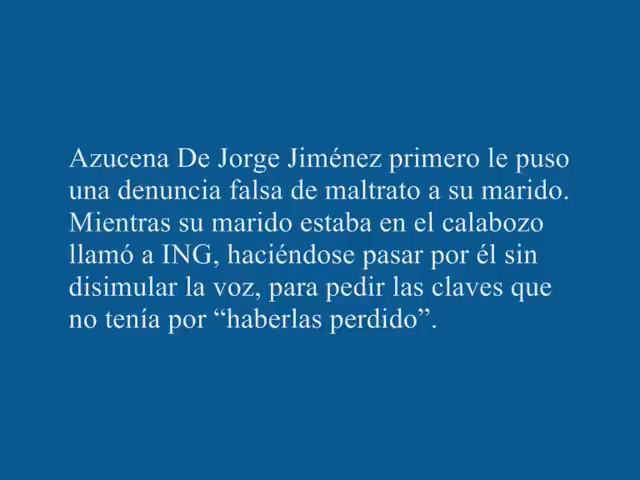 Azucena De Jorge Jiménez primero le puso
una denuncia falsa de maltrato a su marido.
Mientras su marido estaba en el calabozo
llamó a ING, haciéndose pasar por él sin
disimular la voz, para pedir las claves que
no tenía por “haberlas perdido”.